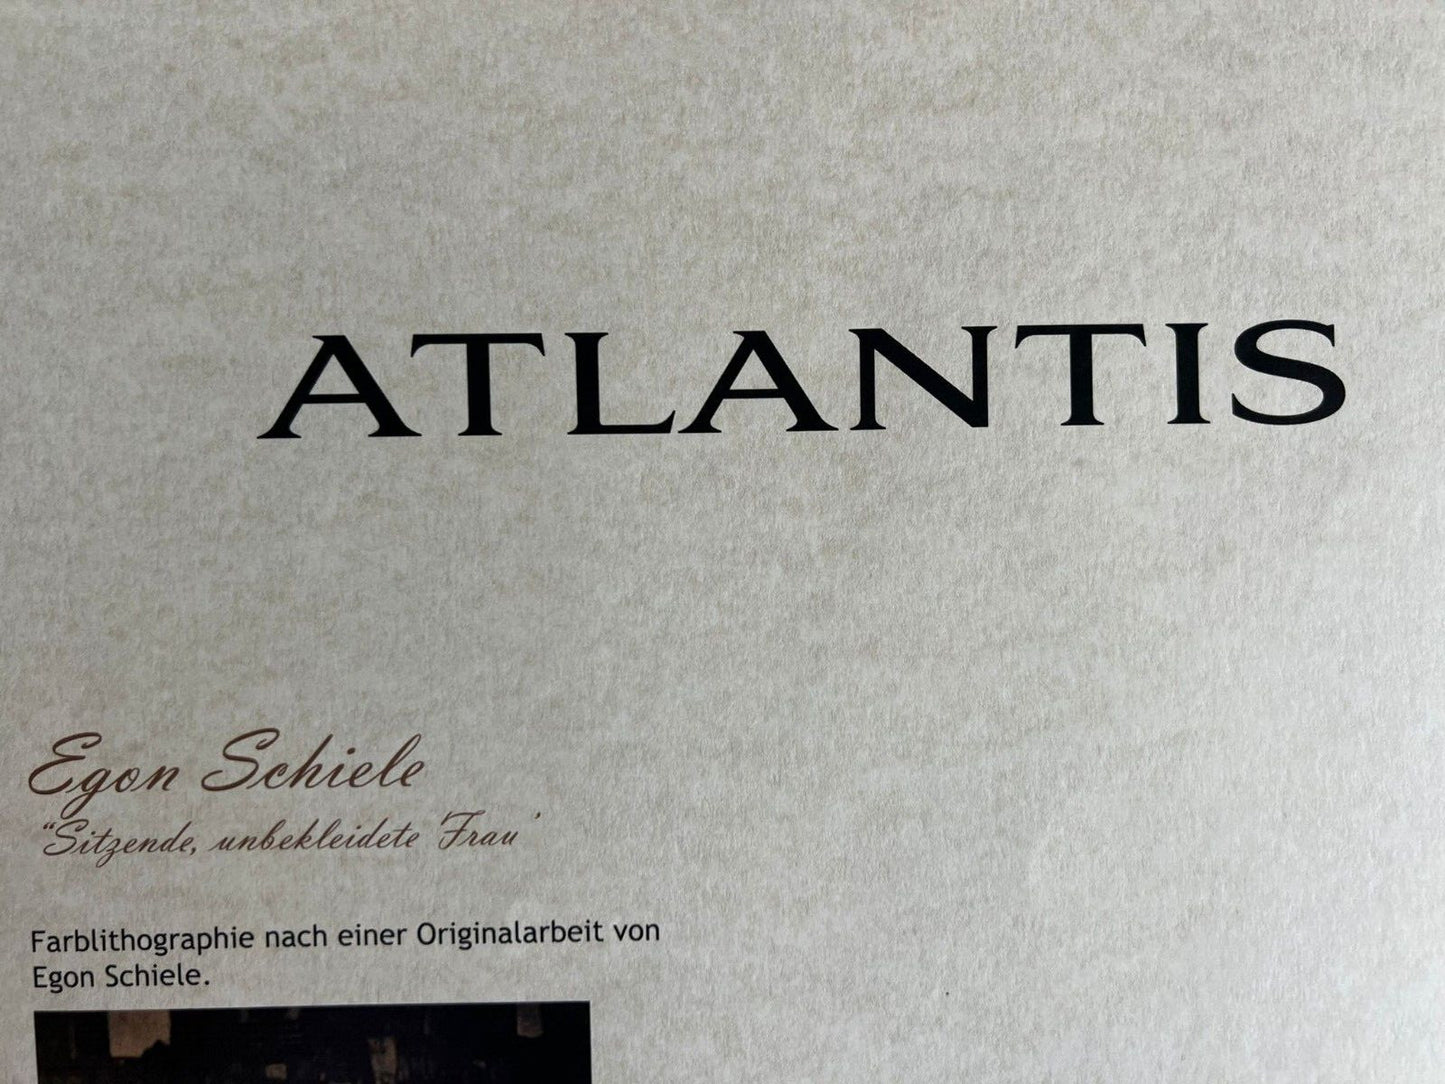 ATLANTIS
Egon Schiele
"Sitzende, unbekleidete Frau'
Farblithographie nach einer Originalarbeit von
Egon Schiele.